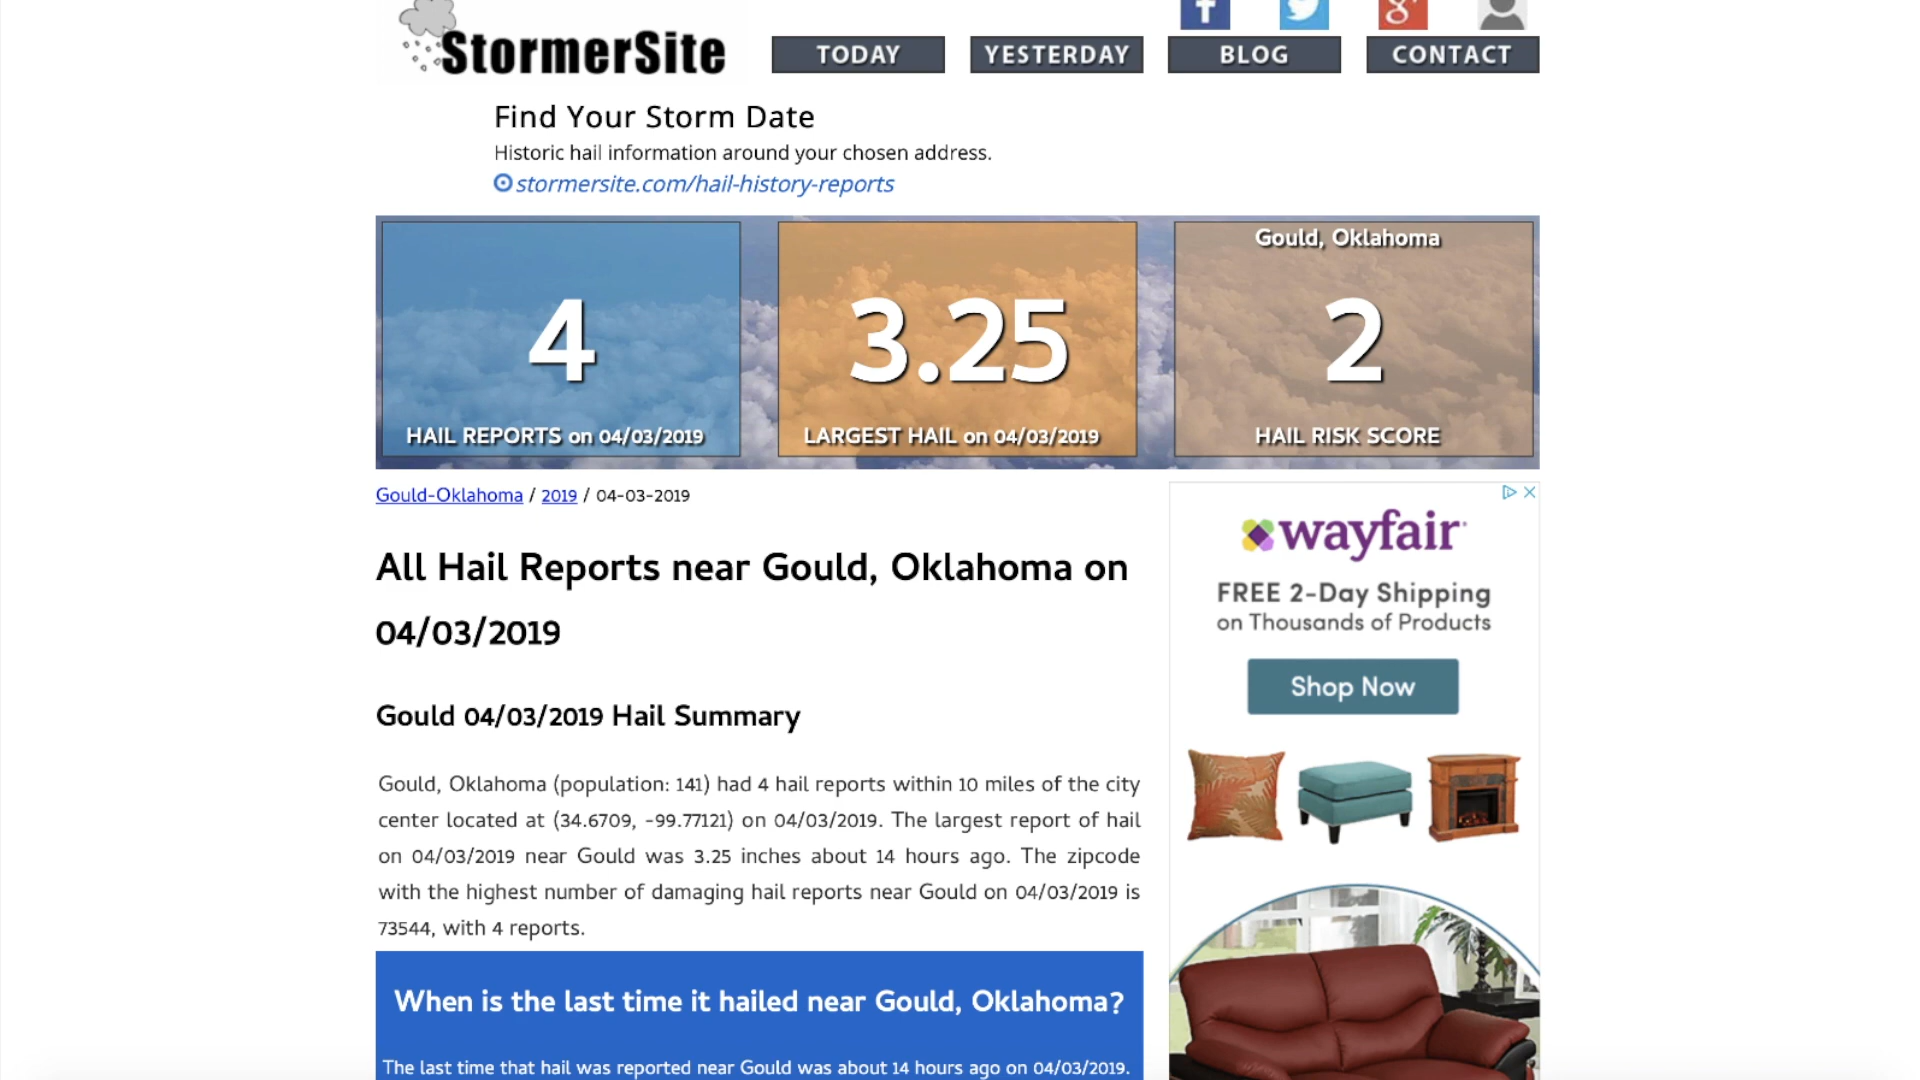 StormerSite
TODAY
YESTERDAY
BLOG
CONTACT
Find Your Storm Date
Historic hail information around your chosen address.
stormersite.com/hail-history-reports
4
HAIL REPORTS on 04/03/2019
3.25
LARGEST HAIL on 04/03/2019
Gould, Oklahoma
2
HAIL RISK SCORE
Gould-Oklahoma / 2019 / 04-03-2019
All Hail Reports near Gould, Oklahoma on
04/03/2019
Gould 04/03/2019 Hail Summary
Gould, Oklahoma (population: 141) had 4 hail reports within 10 miles of the city
center located at (34.6709, -99.77121) on 04/03/2019. The largest report of hail
on 04/03/2019 near Gould was 3.25 inches about 14 hours ago. The zipcode
with the highest number of damaging hail reports near Gould on 04/03/2019 is
73544, with 4 reports.
When is the last time it hailed near Gould, Oklahoma?
The last time that hail was reported near Gould was about 14 hours ago on 04/03/2019.
wayfair
FREE 2-Day Shipping
on Thousands of Products
Shop Now